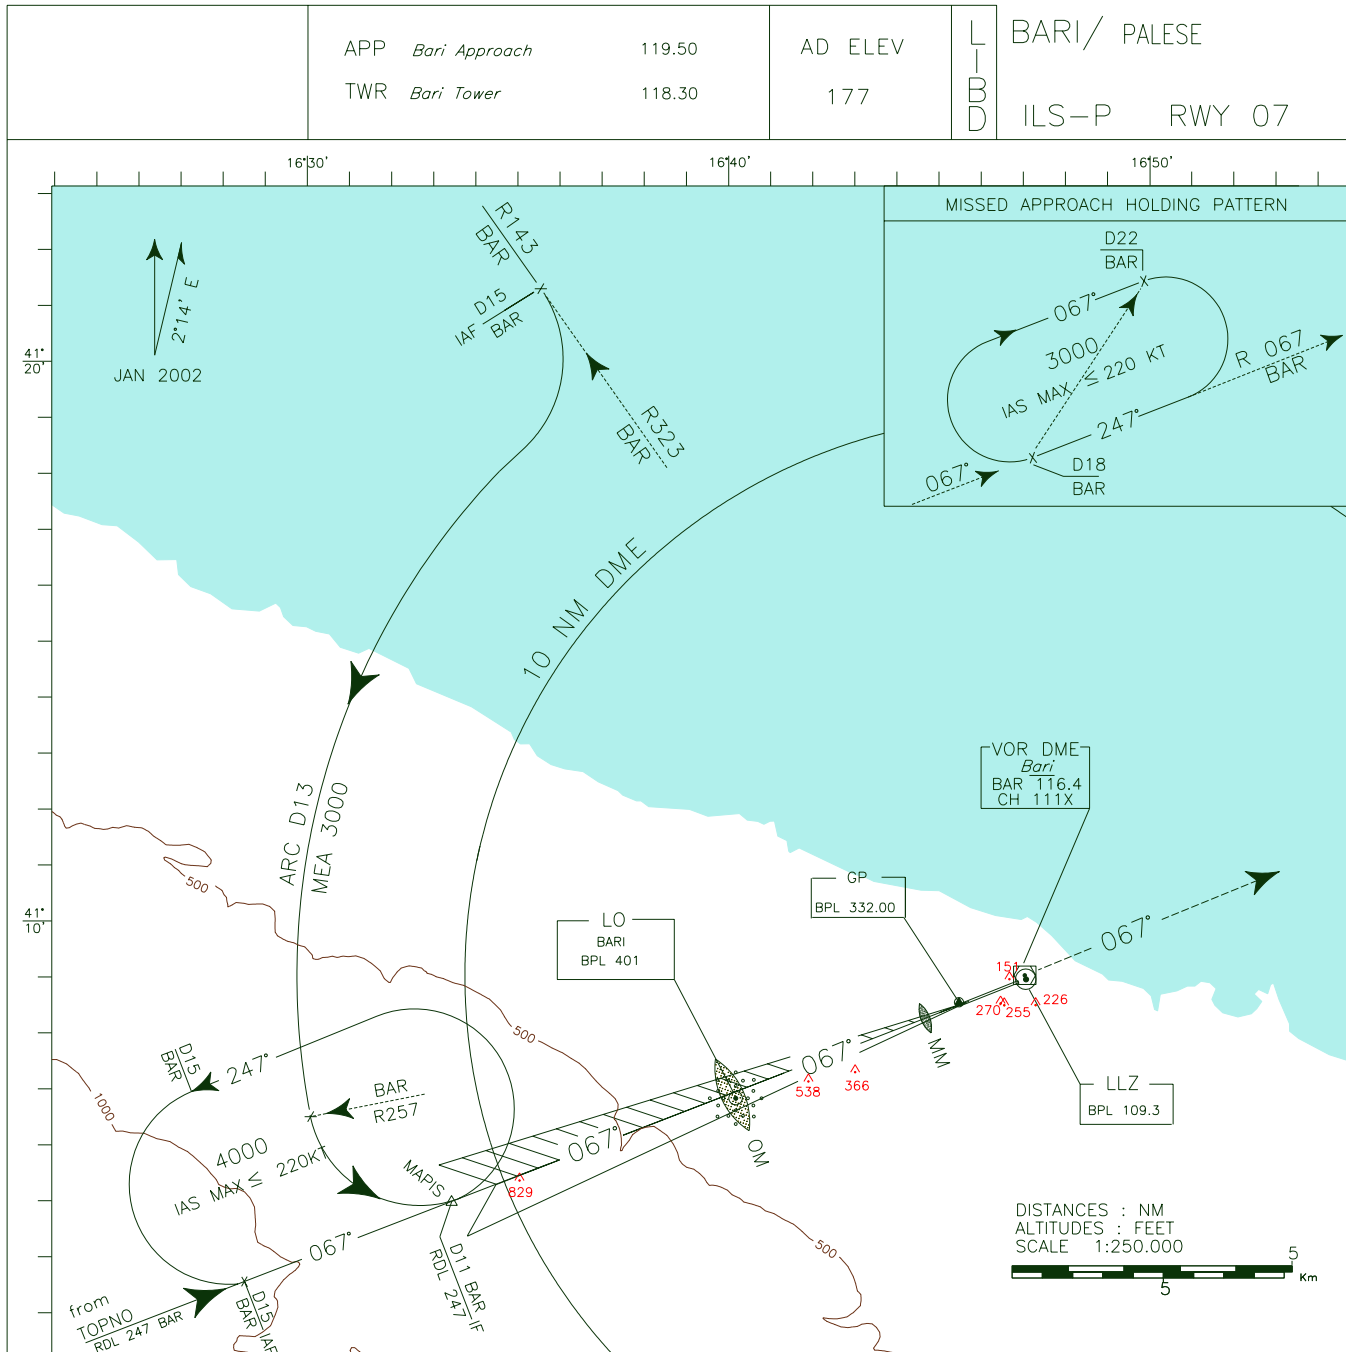 APP Bari Approach 119.50
TWR Bari Tower 118.30
AD ELEV
177
LIBD
BARI/ PALESE
ILS-P RWY 07
16°30'
16°40'
16°50'
MISSED APPROACH HOLDING PATTERN
D22
BAR
067°
3000
IAS MAX ≤ 220 KT
R 067
BAR
247°
D18
BAR
067°
2°14' E
JAN 2002
R143
BAR
D15
IAF
BAR
R323
BAR
41°
20'
10 NM DME
ARC D13
MEA 3000
VOR DME
Bari
BAR 116.4
CH 111X
500
GP
BPL 332.00
41°
10'
LO
BARI
BPL 401
067°
151
270
255
226
MM
500
067°
538
366
LLZ
BPL 109.3
D15
BAR
247°
BAR
R257
1000
4000
IAS MAX ≤ 220KT
067°
OM
MAPIS
829
067°
D11 BAR
RDL 247
IF
500
DISTANCES : NM
ALTITUDES : FEET
SCALE 1:250.000
5
Km
5
from
TOPNO
RDL 247 BAR
D15
BAR
IAF